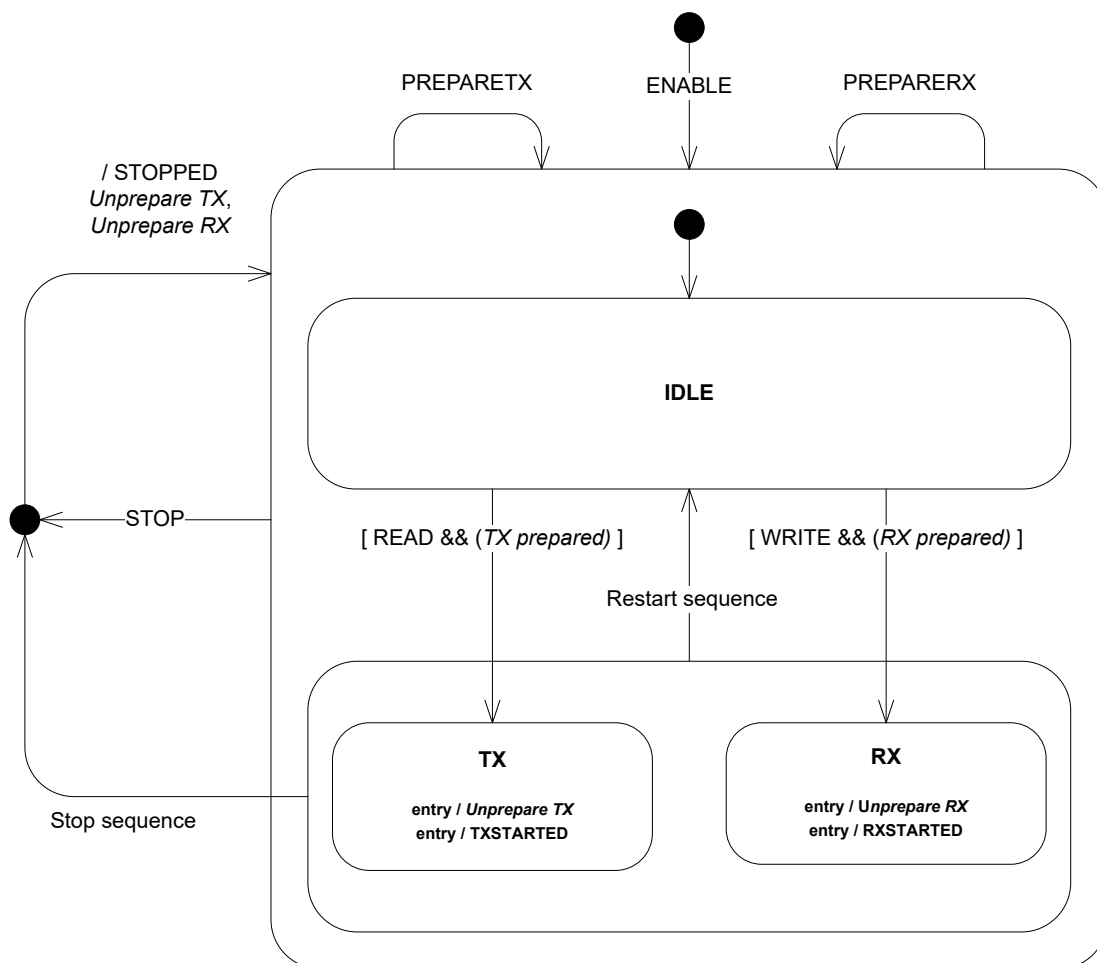 PREPARETX
ENABLE
PREPARERX
/ STOPPED
Unprepare TX,
Unprepare RX
IDLE
STOP
[ READ && (TX prepared) ]
[ WRITE && (RX prepared) ]
Restart sequence
TX
entry / Unprepare TX
entry / TXSTARTED
RX
entry / Unprepare RX
entry / RXSTARTED
Stop sequence